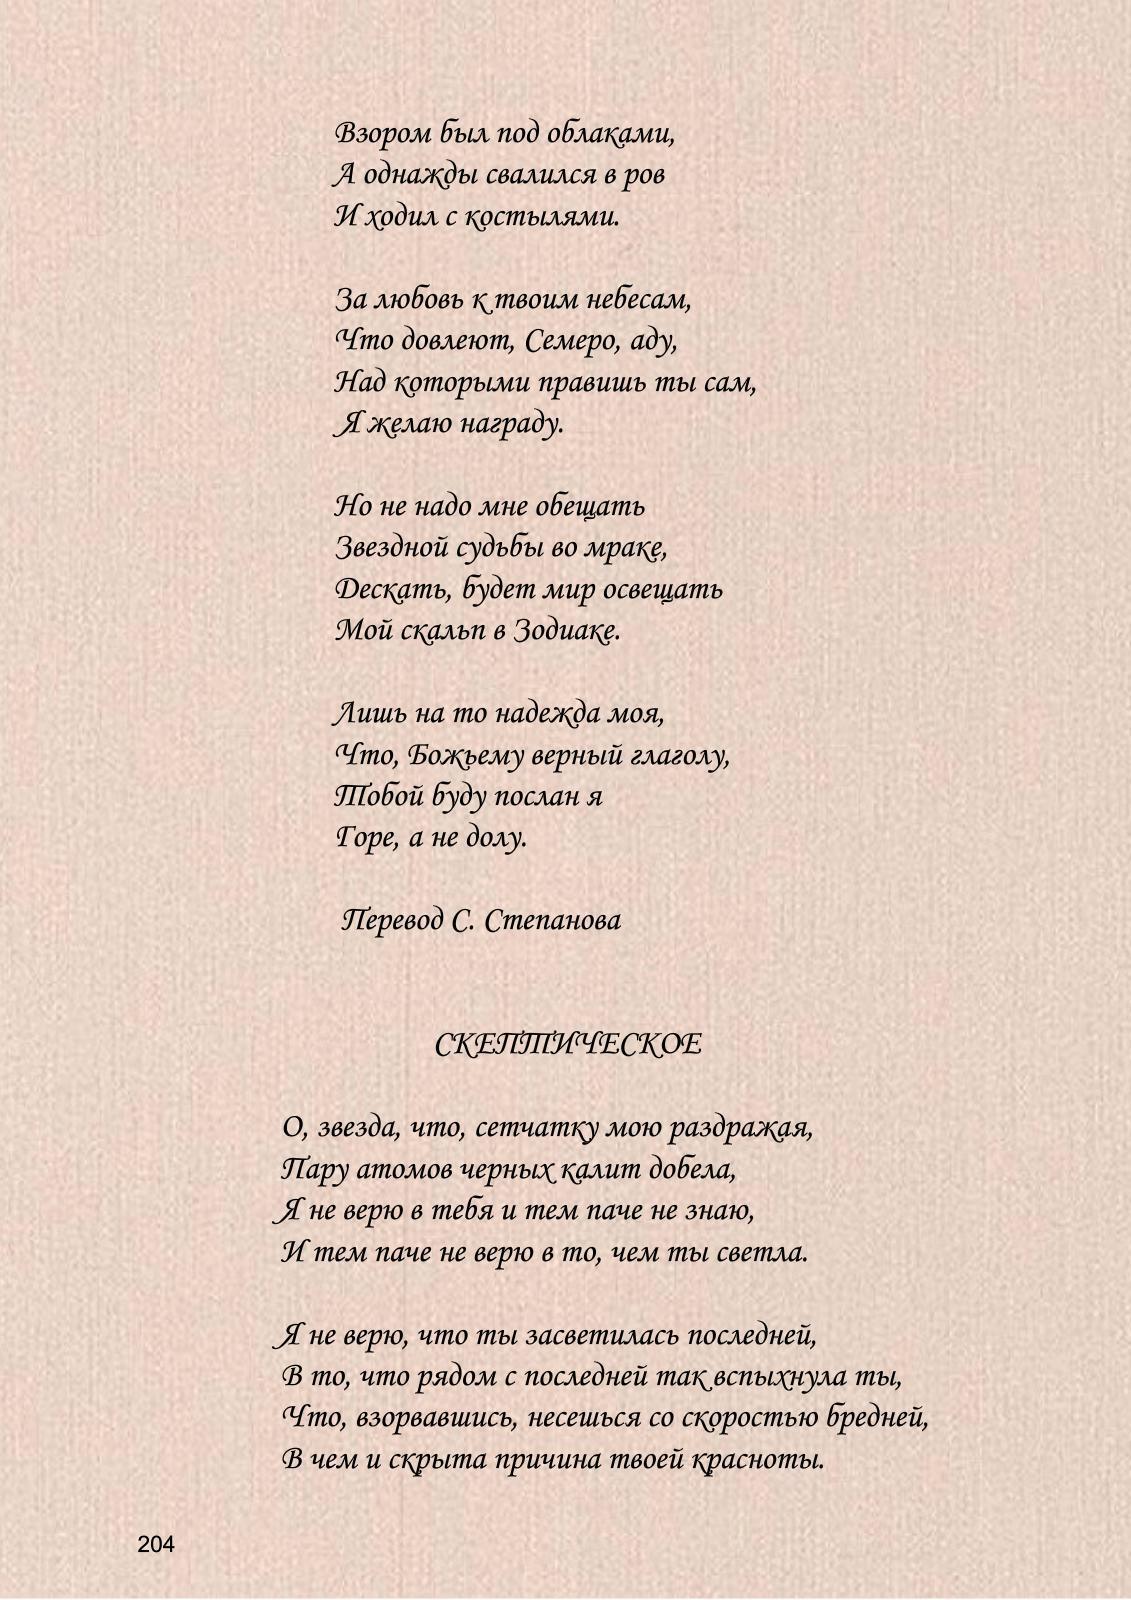 Взором был под облаками,
А однажды свалился в ров
И ходил с костылями.
За любовь к твоим небесам,
Что довлеют, Семеро, аду,
Над которыми правишь ты сам,
Я желаю награду.
Но не надо мне обещать
Звездной судьбы во мраке,
Дескать, будет мир освещать
Мой скальп в Зодиаке.
Лишь на то надежда моя,
Что, Божьему верный глаголу,
Тобой буду послан я
Горе, а не долу.
Перевод С. Степанова
СКЕПТИЧЕСКОЕ
О, звезда, что, сетчатку мою раздражая,
Пару атомов черных калит добела,
Я не верю в тебя и тем паче не знаю,
И тем паче не верю в то, чем ты светла.
Я не верю, что ты засветилась последней,
В то, что рядом с последней так вспыхнула ты,
Что, взорвавшись, несешься со скоростью бредней,
В чем и скрыта причина твоей красноты.
204